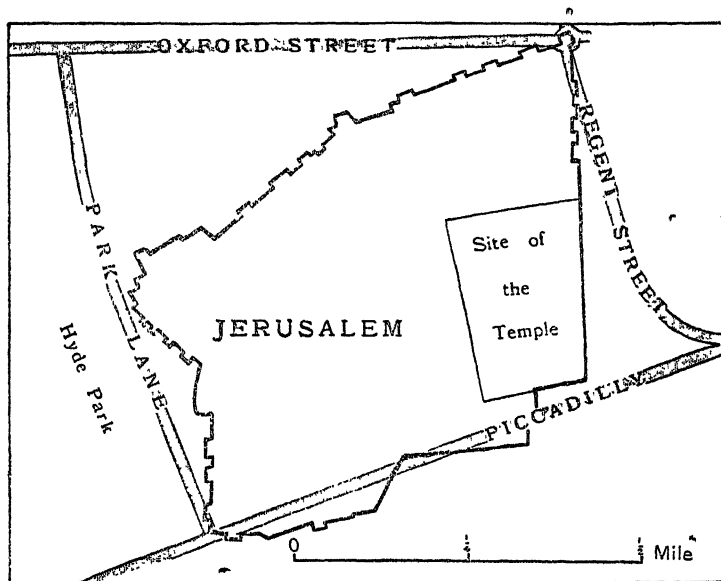 OXFORD STREET
REGENT STREET
PARK LANE
Site of
the
Temple
JERUSALEM
Hyde Park
PICCADILLY
0
Mile